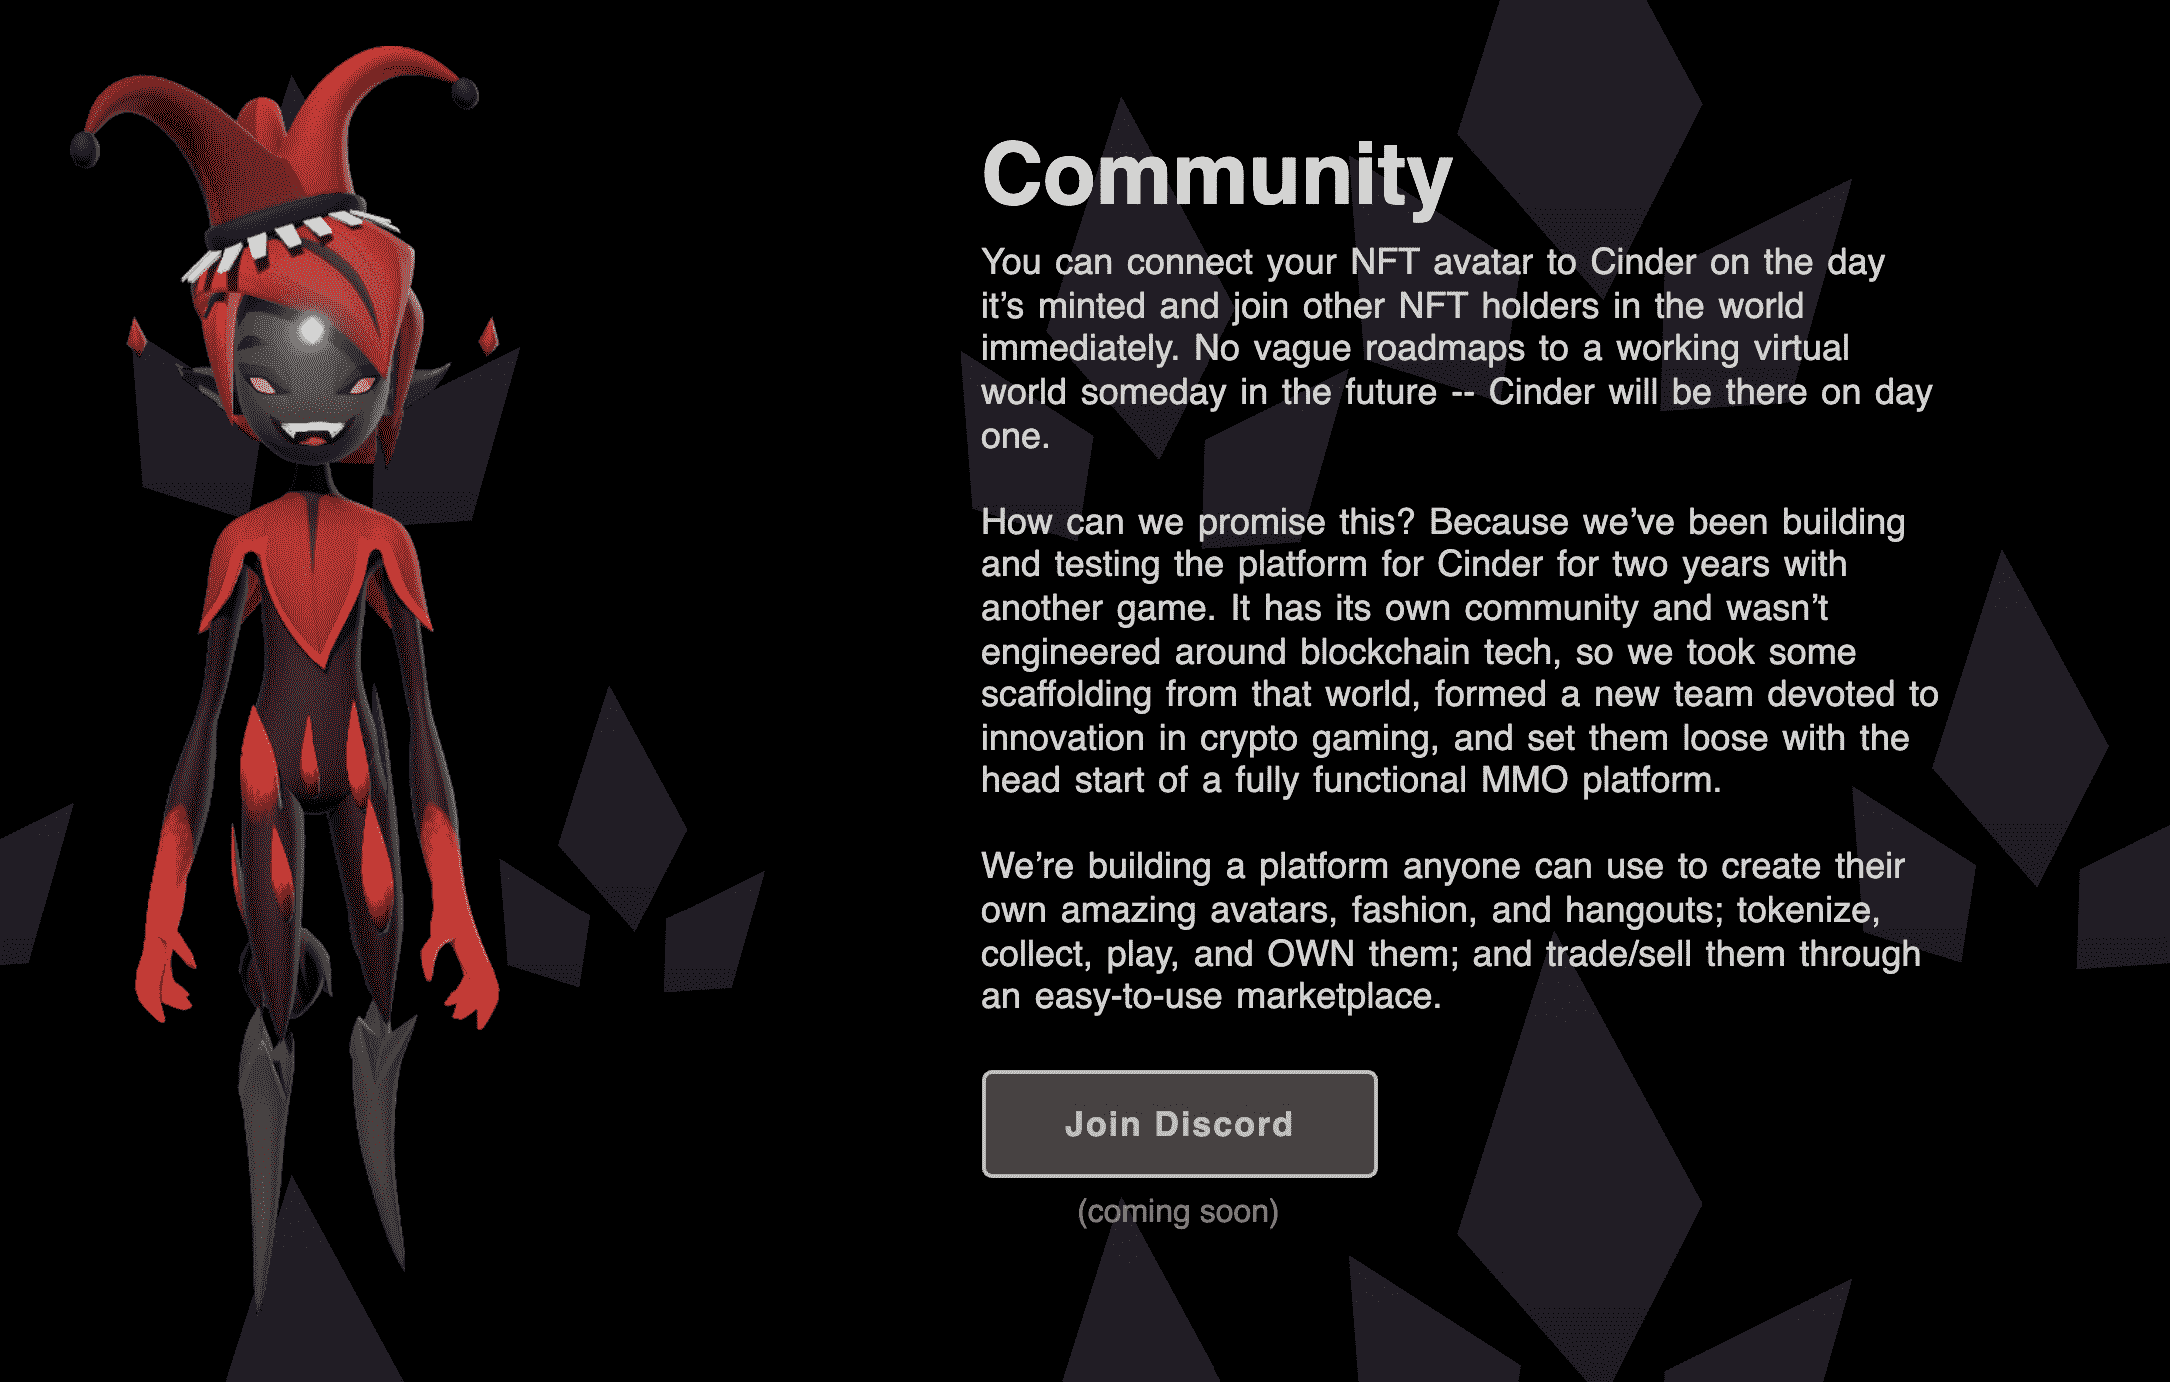 Community
You can connect your NFT avatar to Cinder on the day
it’s minted and join other NFT holders in the world
immediately. No vague roadmaps to a working virtual
world someday in the future -- Cinder will be there on day
one.
How can we promise this? Because we’ve been building
and testing the platform for Cinder for two years with
another game. It has its own community and wasn’t
engineered around blockchain tech, so we took some
scaffolding from that world, formed a new team devoted to
innovation in crypto gaming, and set them loose with the
head start of a fully functional MMO platform.
We’re building a platform anyone can use to create their
own amazing avatars, fashion, and hangouts; tokenize,
collect, play, and OWN them; and trade/sell them through
an easy-to-use marketplace.
Join Discord
(coming soon)